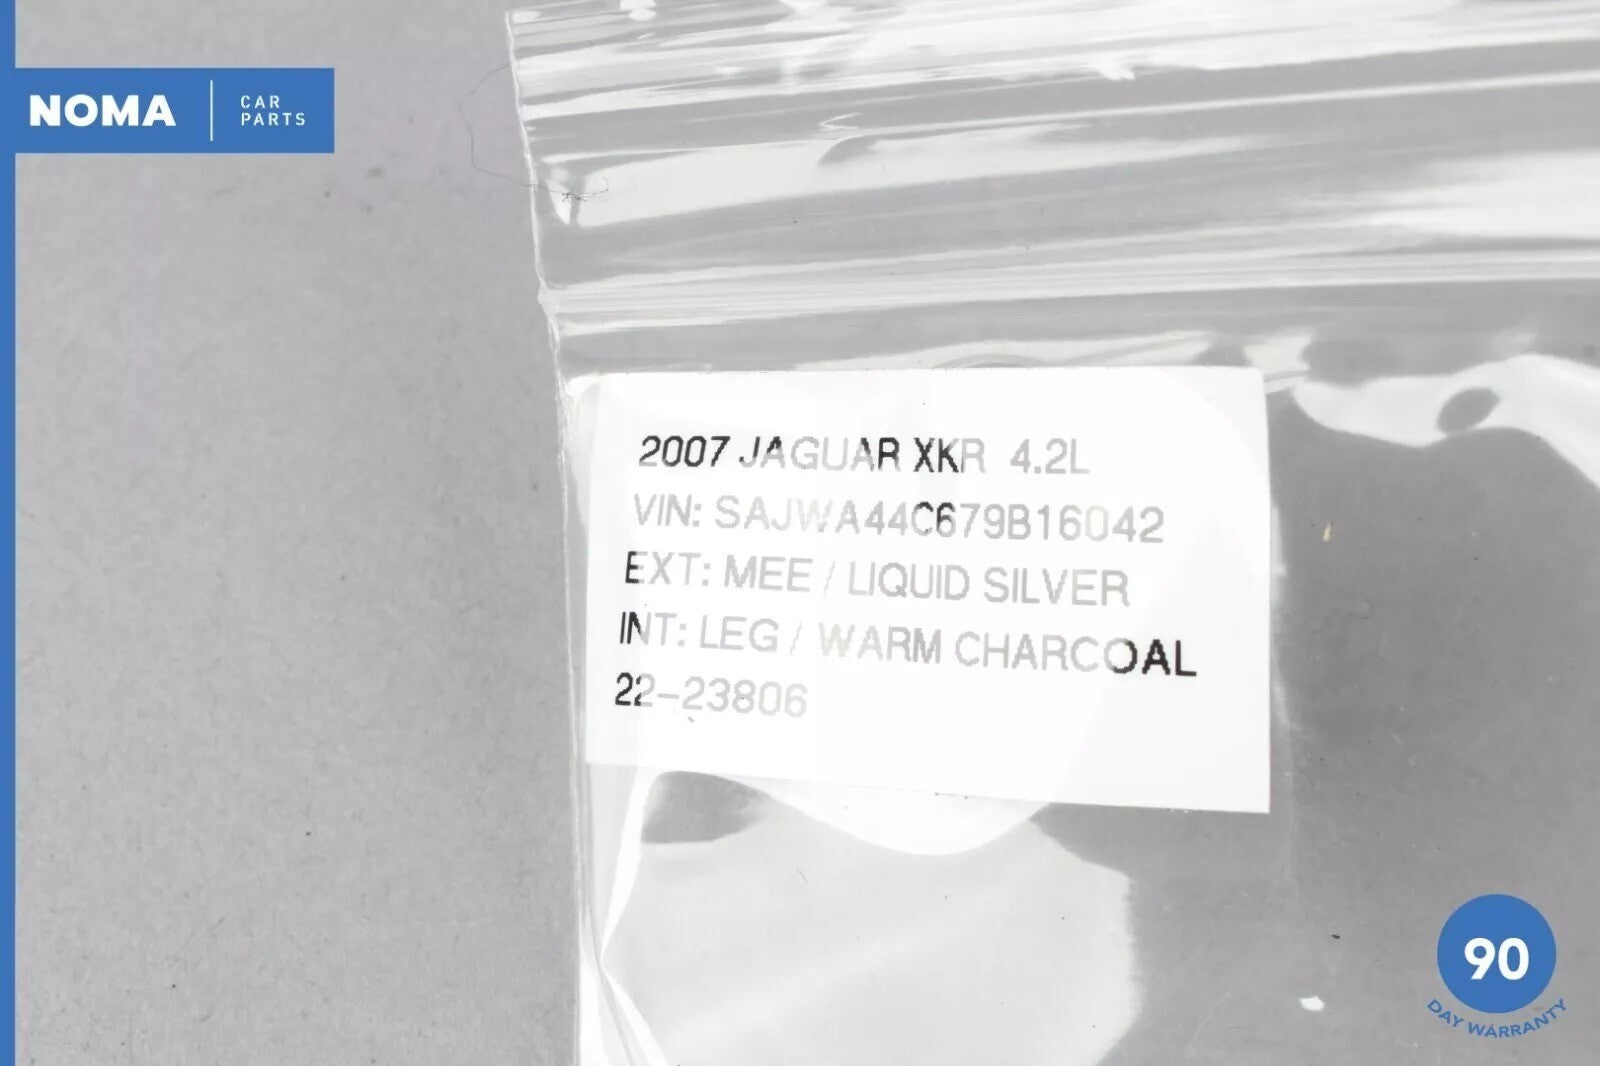 NOMA
CAR
PARTS
2007 JAGUAR XKR 4.2L
VIN: SAJWA44C679B16042
EXT: MEE / LIQUID SILVER
INT: LEG / WARM CHARCOAL
22-23806
90
DAY WARRANTY